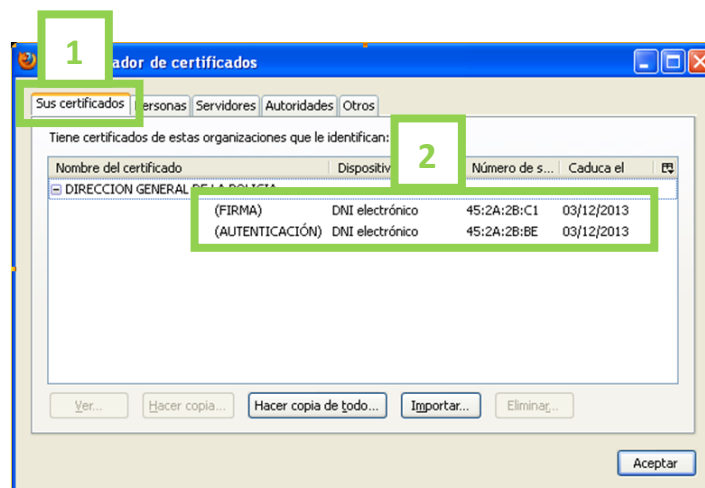 1
ador de certificados
Sus certificados ersonas Servidores Autoridades Otros
Tiene certificados de estas organizaciones que le identifican:
2
Nombre del certificado Dispositiv Número de s... Caduca el
DIRECCION GENERAL DE LA POLICIA
(FIRMA) DNI electrónico 45:2A:2B:C1 03/12/2013
(AUTENTICACIÓN) DNI electrónico 45:2A:2B:BE 03/12/2013
Ver... Hacer copia... Hacer copia de todo... Importar... Eliminar...
Aceptar